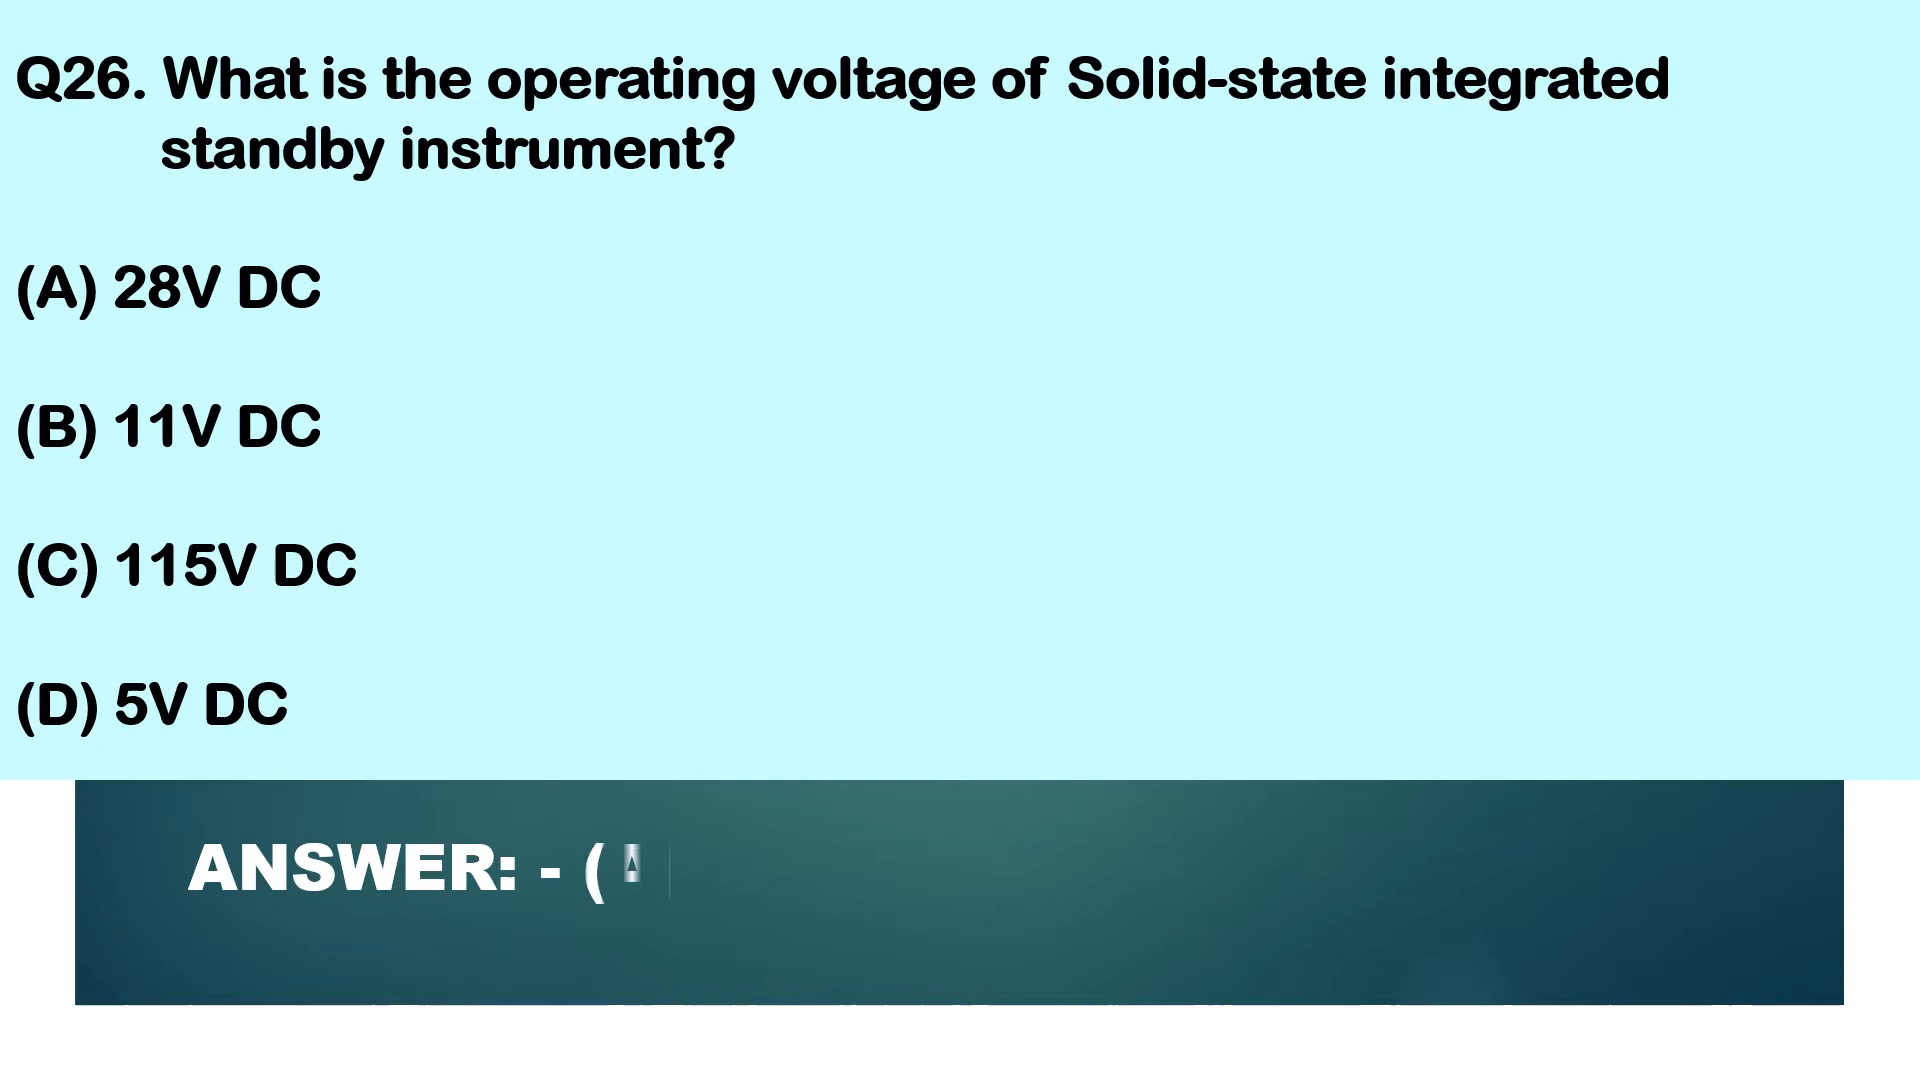 Q26. What is the operating voltage of Solid-state integrated
standby instrument?
(A) 28V DC
(B) 11V DC
(C) 115V DC
(D) 5V DC
ANSWER: - ( A